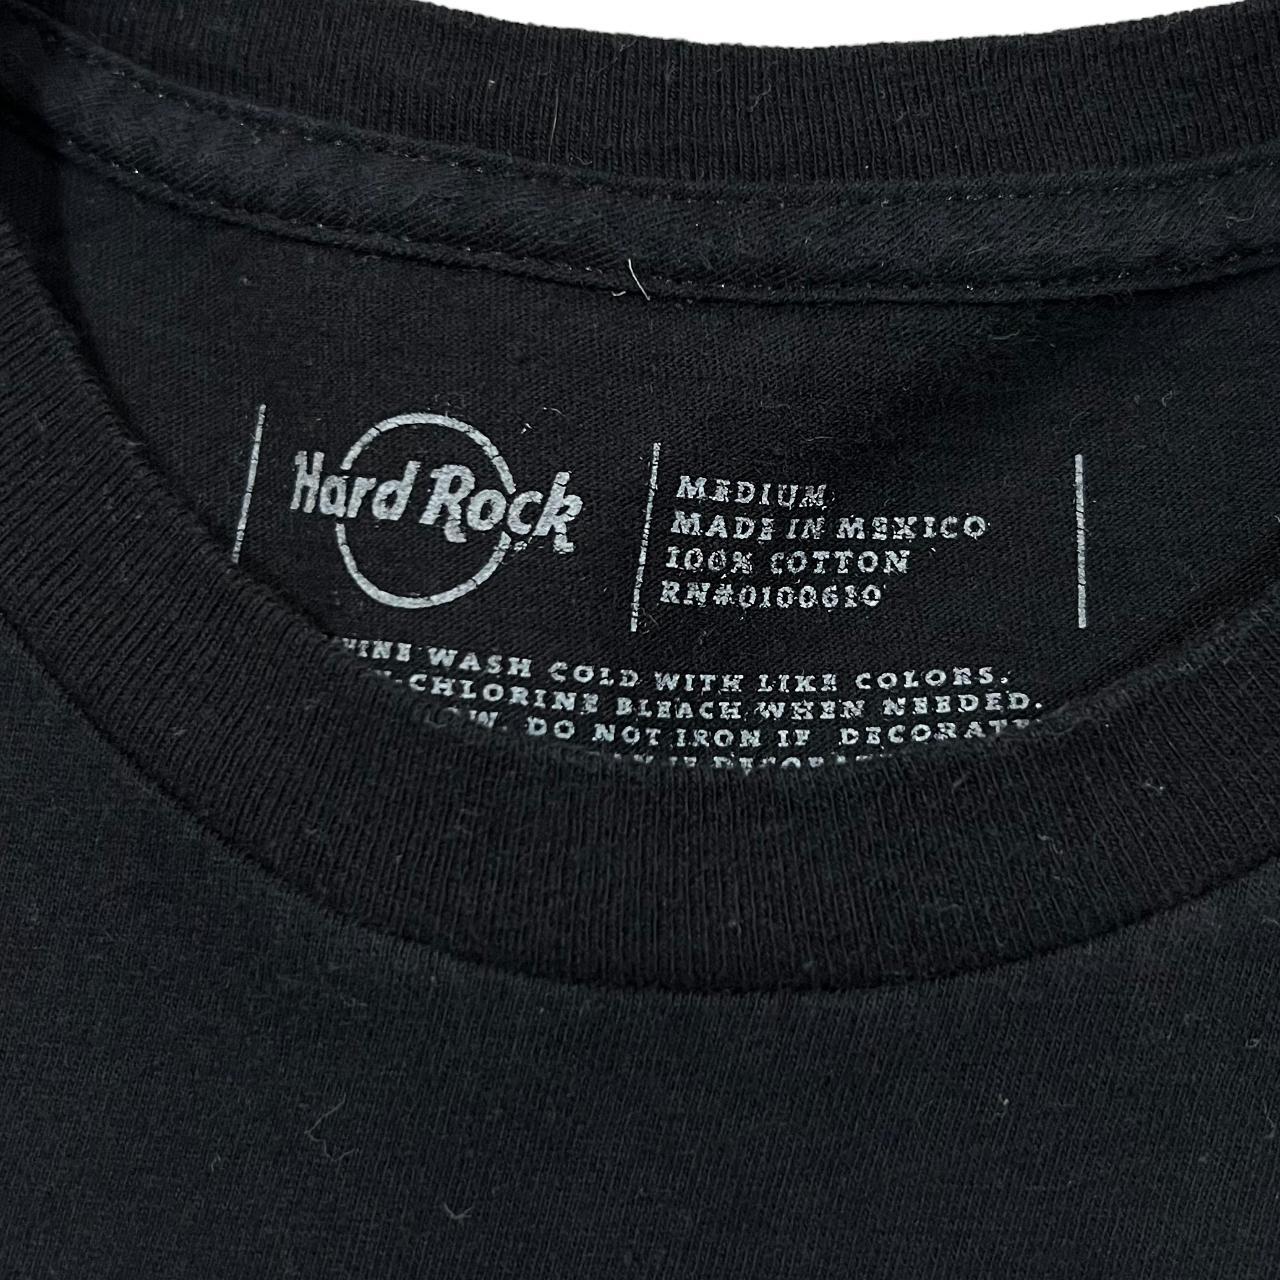 Hard Rock
MEDIUM
MADE IN MEXICO
100% COTTON
RN#0100610
WASH COLD WITH LIKE COLORS.
-CHLORINE BLEACH WHEN NEEDED.
DO NOT IRON IF DECORATE